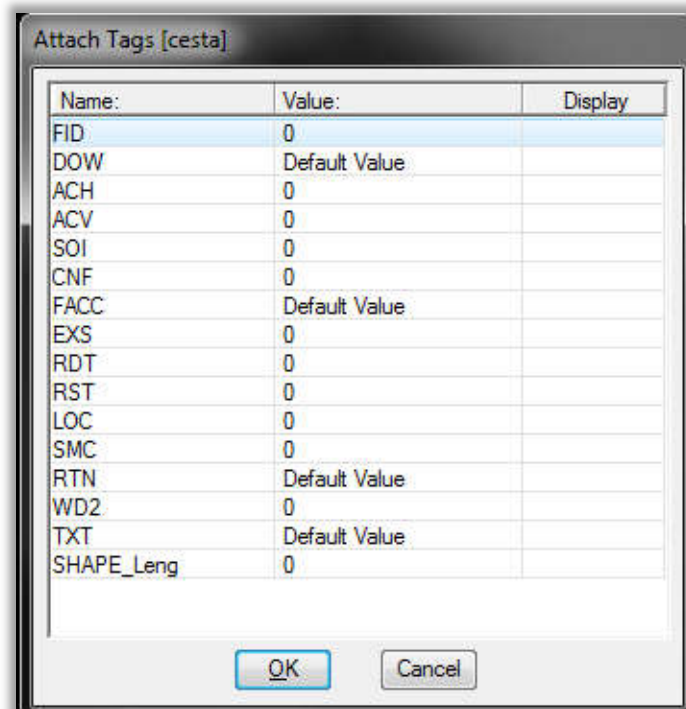 Attach Tags [cesta]
Name: Value: Display
FID 0
DOW Default Value
ACH 0
ACV 0
SOI 0
CNF 0
FACC Default Value
EXS 0
RDT 0
RST 0
LOC 0
SMC 0
RTN Default Value
WD2 0
TXT Default Value
SHAPE_Leng 0
OK Cancel